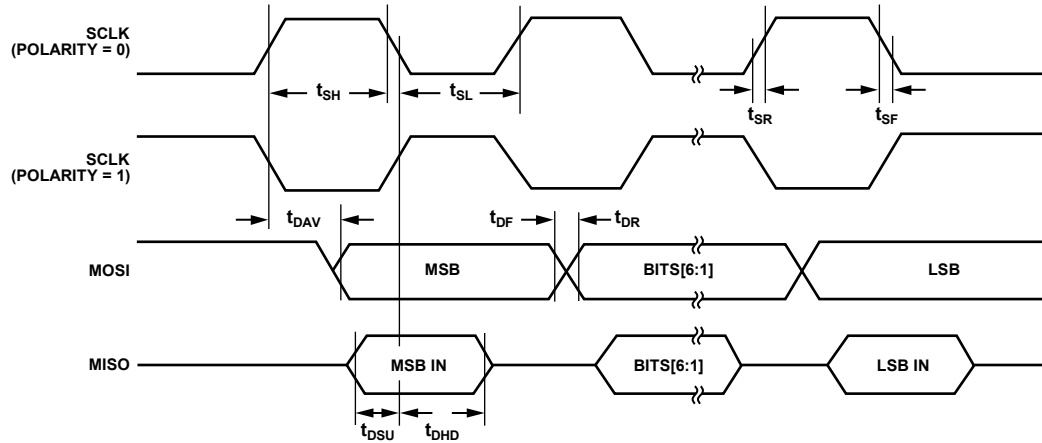 SCLK
(POLARITY = 0)
tSH
tSL
tSR
tSF
SCLK
(POLARITY = 1)
tDAV
tDF
tDR
MOSI
MSB
BITS[6:1]
LSB
MISO
MSB IN
BITS[6:1]
LSB IN
tDSU
tDHD